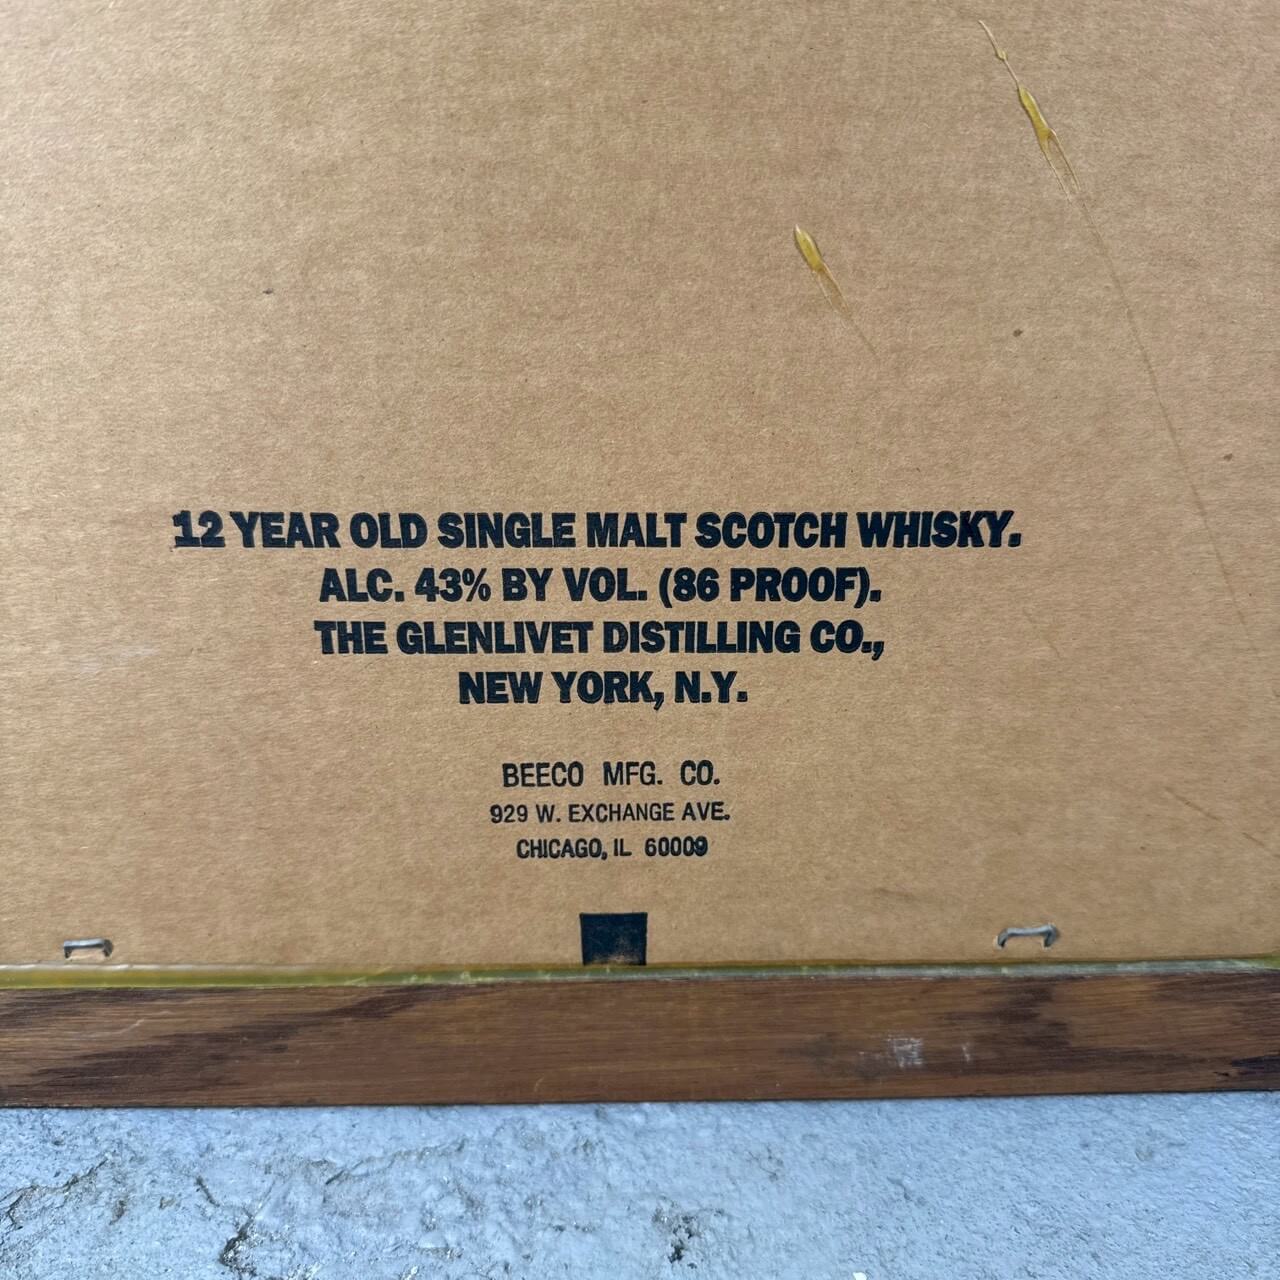 12 YEAR OLD SINGLE MALT SCOTCH WHISKY.
ALC. 43% BY VOL. (86 PROOF).
THE GLENLIVET DISTILLING CO.,
NEW YORK, N.Y.
BEECO MFG. CO.
929 W. EXCHANGE AVE.
CHICAGO, IL 60009